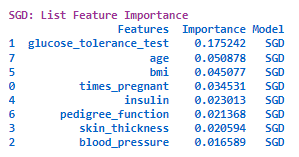 SGD: List Feature Importance
Features Importance Model
1 glucose_tolerance_test 0.175242 SGD
7 age 0.050878 SGD
5 bmi 0.045077 SGD
0 times_pregnant 0.034531 SGD
4 insulin 0.023013 SGD
6 pedigree_function 0.021368 SGD
3 skin_thickness 0.020594 SGD
2 blood_pressure 0.016589 SGD